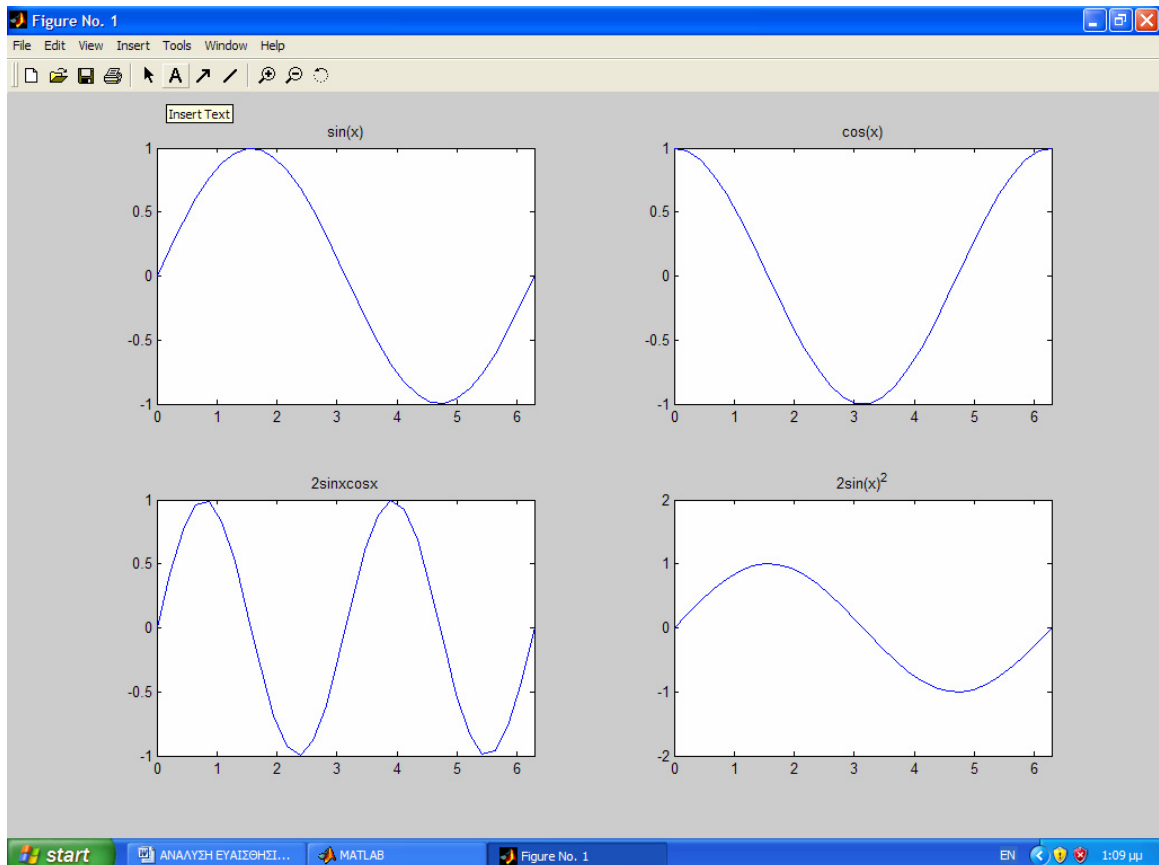 Figure No. 1
File Edit View Insert Tools Window Help
A
Insert Text
sin(x)
1
0.5
0
-0.5
-1
0 1 2 3 4 5 6
cos(x)
1
0.5
0
-0.5
-1
0 1 2 3 4 5 6
2sinxcosx
1
0.5
0
-0.5
-1
0 1 2 3 4 5 6
2sin(x)²
2
1
0
-1
-2
0 1 2 3 4 5 6
start ΑΝΑΛΥΣΗ ΕΥΑΙΣΘΗΣΙ... MATLAB Figure No. 1 EN 1:09 μμ